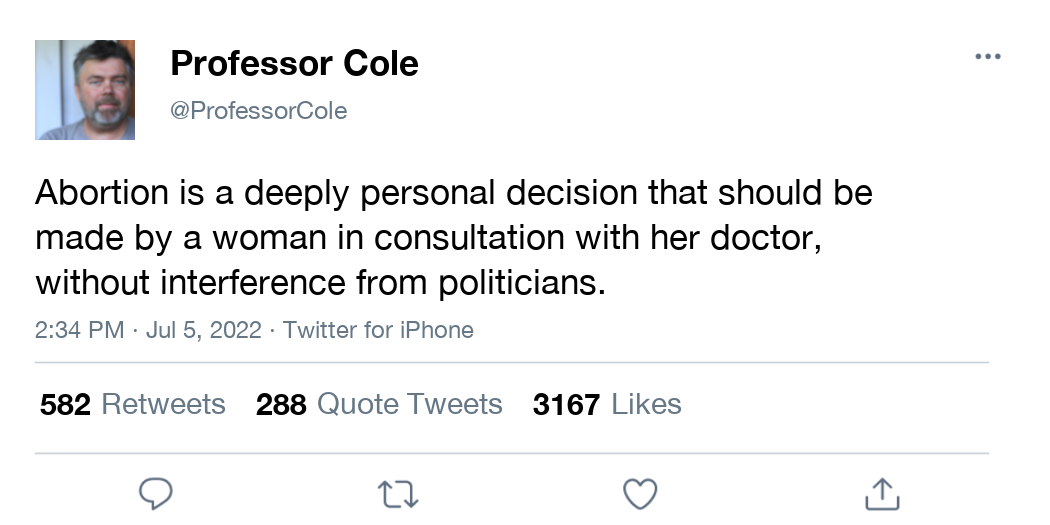 Professor Cole
@ProfessorCole
Abortion is a deeply personal decision that should be
made by a woman in consultation with her doctor,
without interference from politicians.
2:34 PM · Jul 5, 2022 · Twitter for iPhone
582 Retweets 288 Quote Tweets 3167 Likes